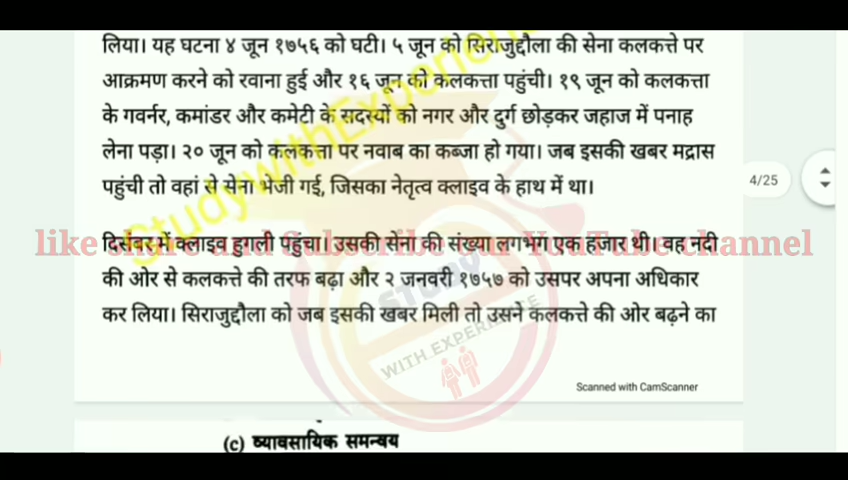 लिया। यह घटना ४ जून १७५६ को घटी। ५ जून को सिराजुद्दौला की सेना कलकत्ते पर
आक्रमण करने को रवाना हुई और १६ जून को कलकत्ता पहुंची। १९ जून को कलकत्ता
के गवर्नर, कमांडर और कमेटी के सदस्यों को नगर और दुर्ग छोड़कर जहाज में पनाह
लेना पड़ा। २० जून को कलकत्ता पर नवाब का कब्जा हो गया। जब इसकी खबर मद्रास
पहुंची तो वहां से सेना भेजी गई, जिसका नेतृत्व क्लाइव के हाथ में था।
4/25
StudywithExperience
like share and Subscribe our YouTube channel
दिसंबर में क्लाइव हुगली पहुंचा। उसकी सेना की संख्या लगभग एक हजार थी। वह नदी
की ओर से कलकत्ते की तरफ बढ़ा और २ जनवरी १७५७ को उसपर अपना अधिकार
कर लिया। सिराजुद्दौला को जब इसकी खबर मिली तो उसने कलकत्ते की ओर बढ़ने का
STUDY
WITH EXPERIENCE
Scanned with CamScanner
(c) व्यावसायिक समन्वय